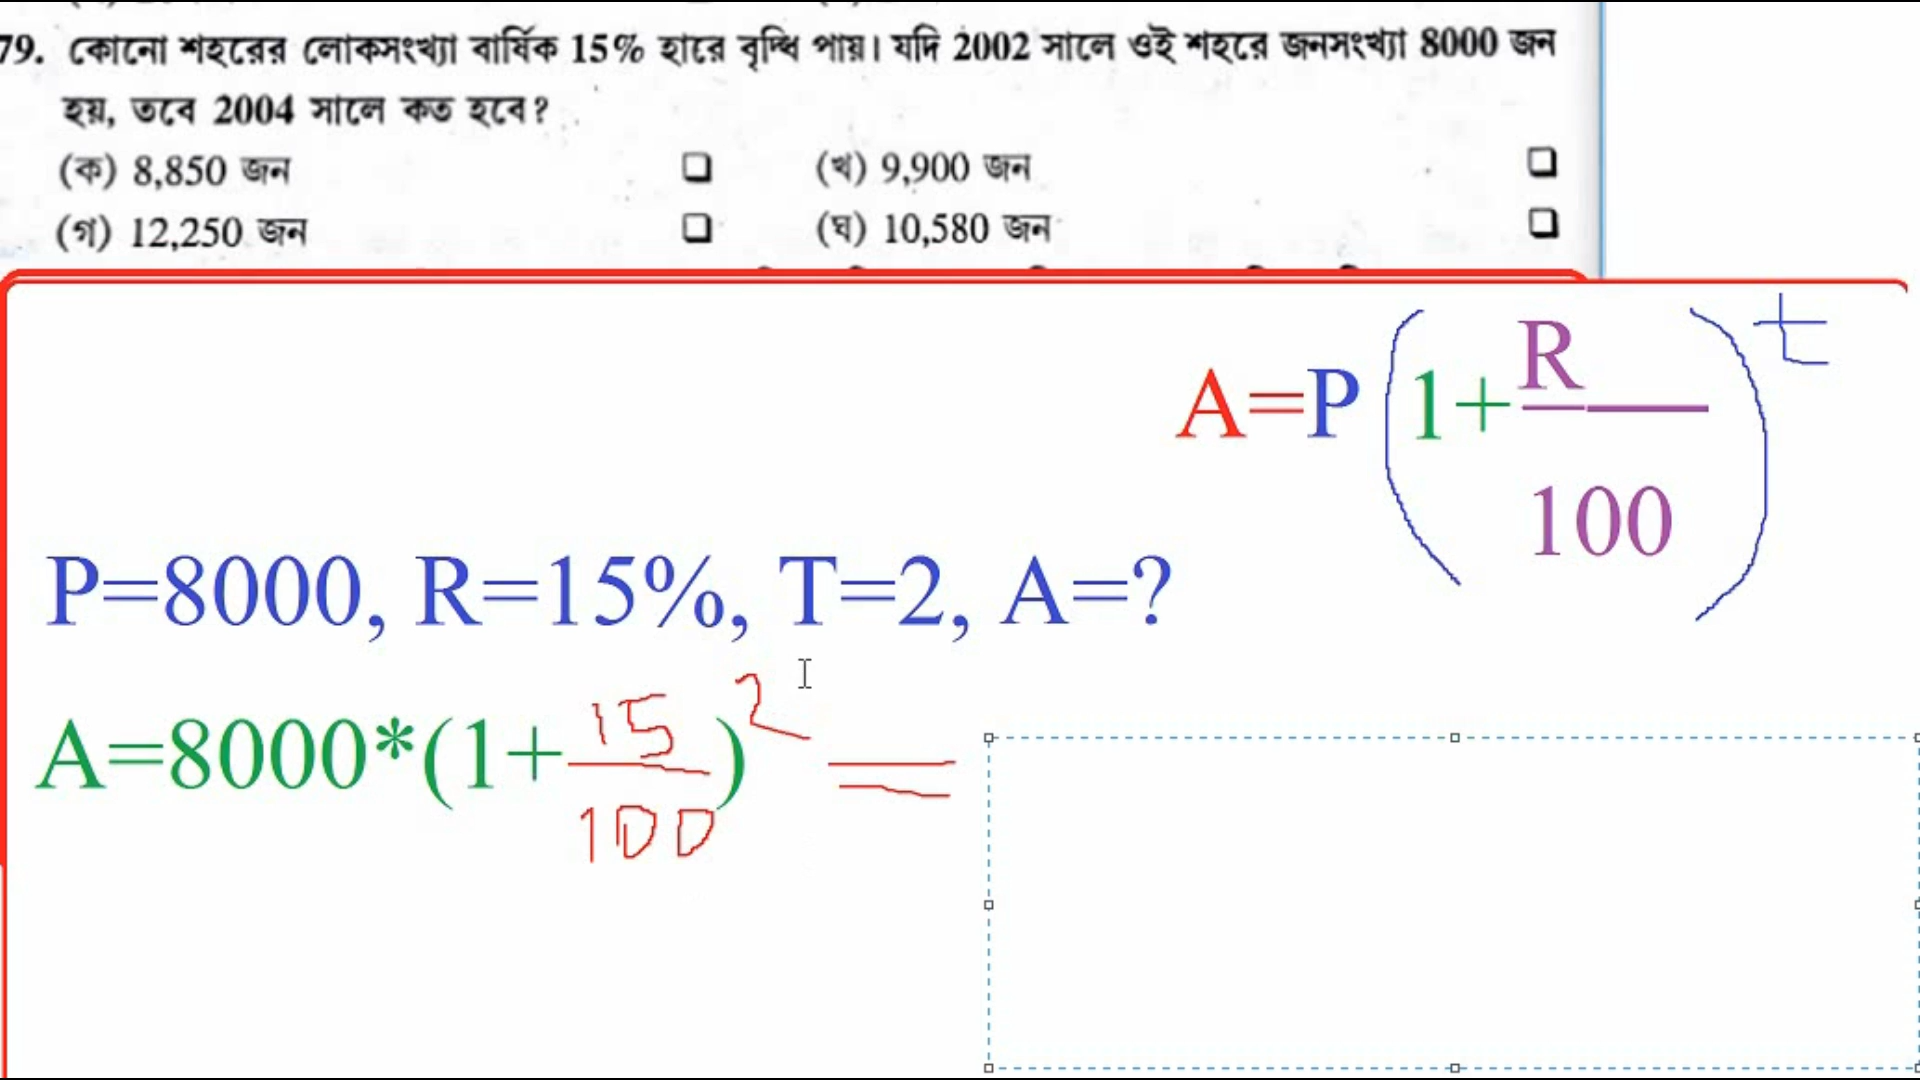 79. কোনো শহরের লোকসংখ্যা বার্ষিক 15% হারে বৃদ্ধি পায়। যদি 2002 সালে ওই শহরে জনসংখ্যা 8000 জন
হয়, তবে 2004 সালে কত হবে?
(ক) 8,850 জন (খ) 9,900 জন
(গ) 12,250 জন (ঘ) 10,580 জন
A=P(1+R/100)^t
P=8000, R=15%, T=2, A=?
A=8000*(1+15/100)^2 =